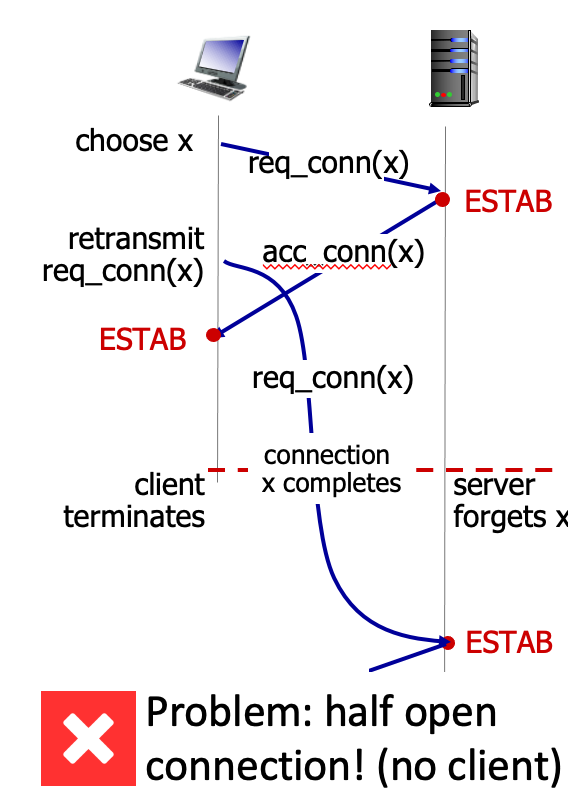 choose x
req_conn(x)
ESTAB
retransmit
req_conn(x)
acc_conn(x)
ESTAB
req_conn(x)
connection
x completes
client
terminates
server
forgets x
ESTAB
Problem: half open
connection! (no client)